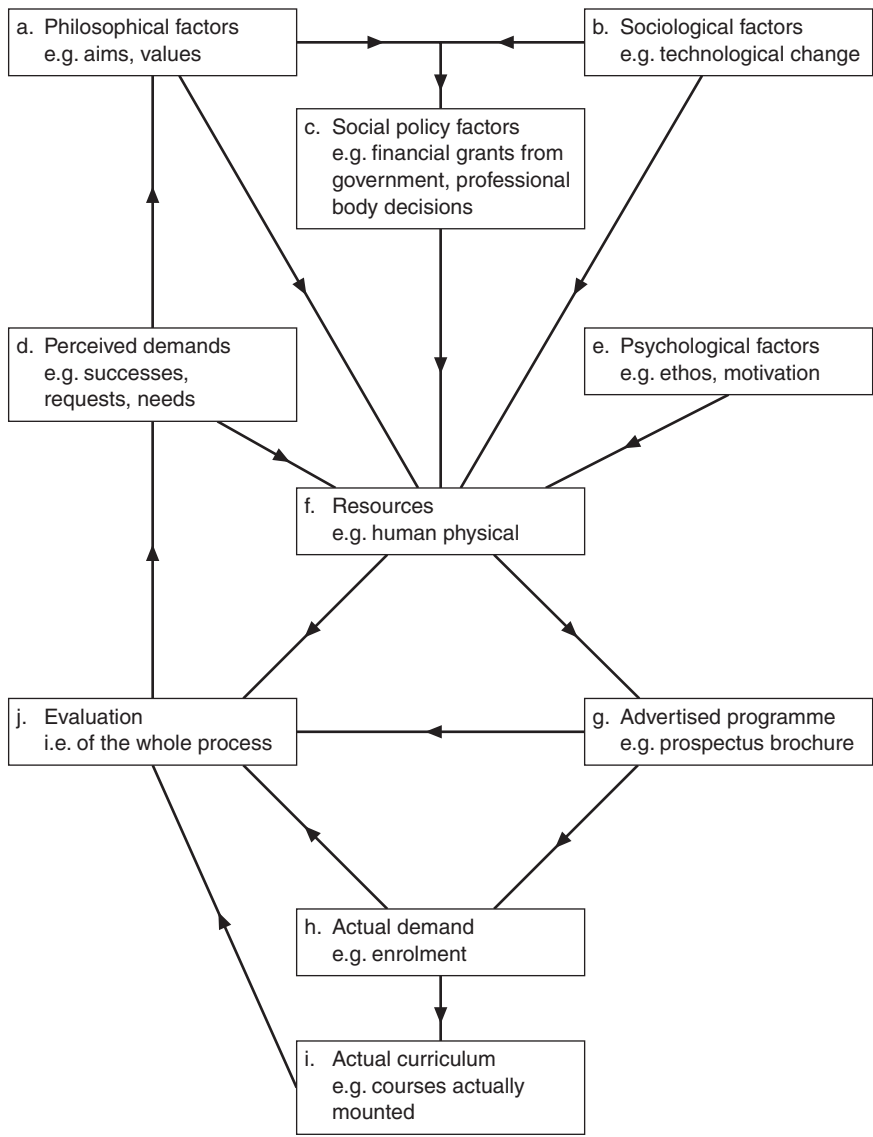 a. Philosophical factors
e.g. aims, values
b. Sociological factors
e.g. technological change
c. Social policy factors
e.g. financial grants from
government, professional
body decisions
d. Perceived demands
e.g. successes,
requests, needs
e. Psychological factors
e.g. ethos, motivation
f. Resources
e.g. human physical
j. Evaluation
i.e. of the whole process
g. Advertised programme
e.g. prospectus brochure
h. Actual demand
e.g. enrolment
i. Actual curriculum
e.g. courses actually
mounted